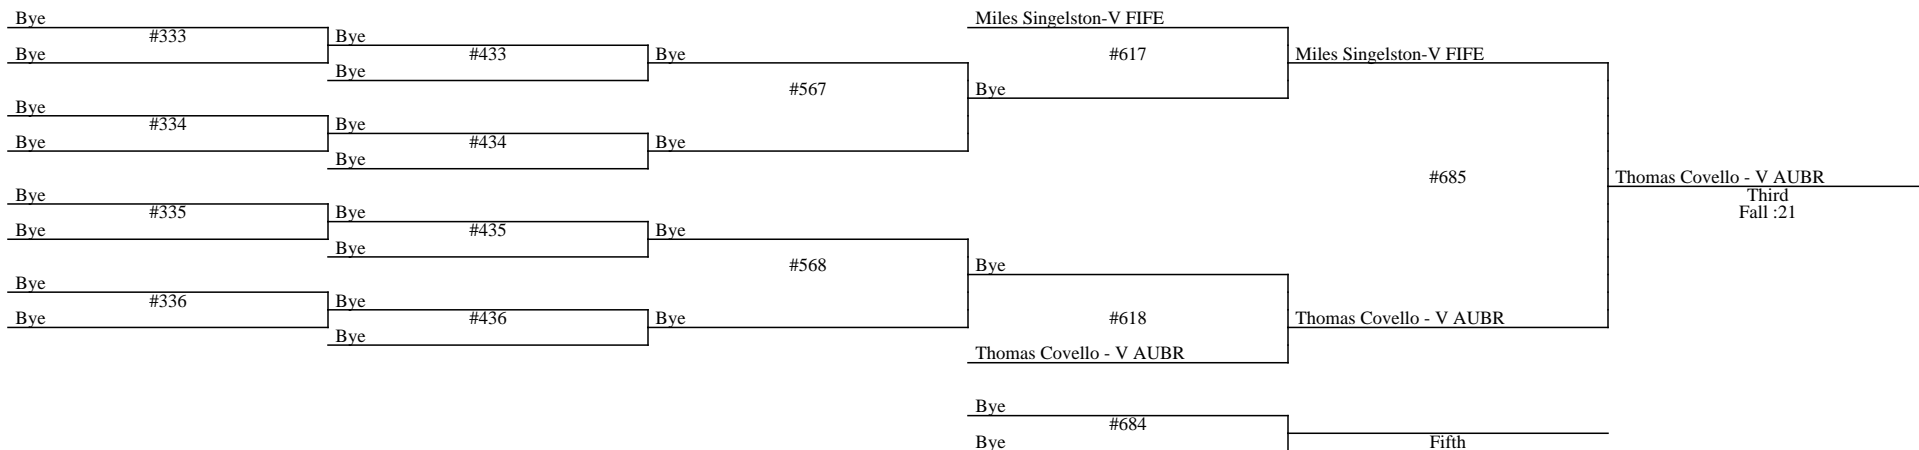 Bye
Miles Singelston-V FIFE
#333
Bye
Bye
#433
Bye
#617
Miles Singelston-V FIFE
Bye
#567
Bye
Bye
#334
Bye
Bye
#434
Bye
Bye
#685
Thomas Covello - V AUBR
Third
Fall :21
Bye
#335
Bye
Bye
#435
Bye
Bye
#568
Bye
Bye
#336
Bye
Bye
#436
Bye
#618
Thomas Covello - V AUBR
Bye
Thomas Covello - V AUBR
Bye
#684
Bye
Fifth